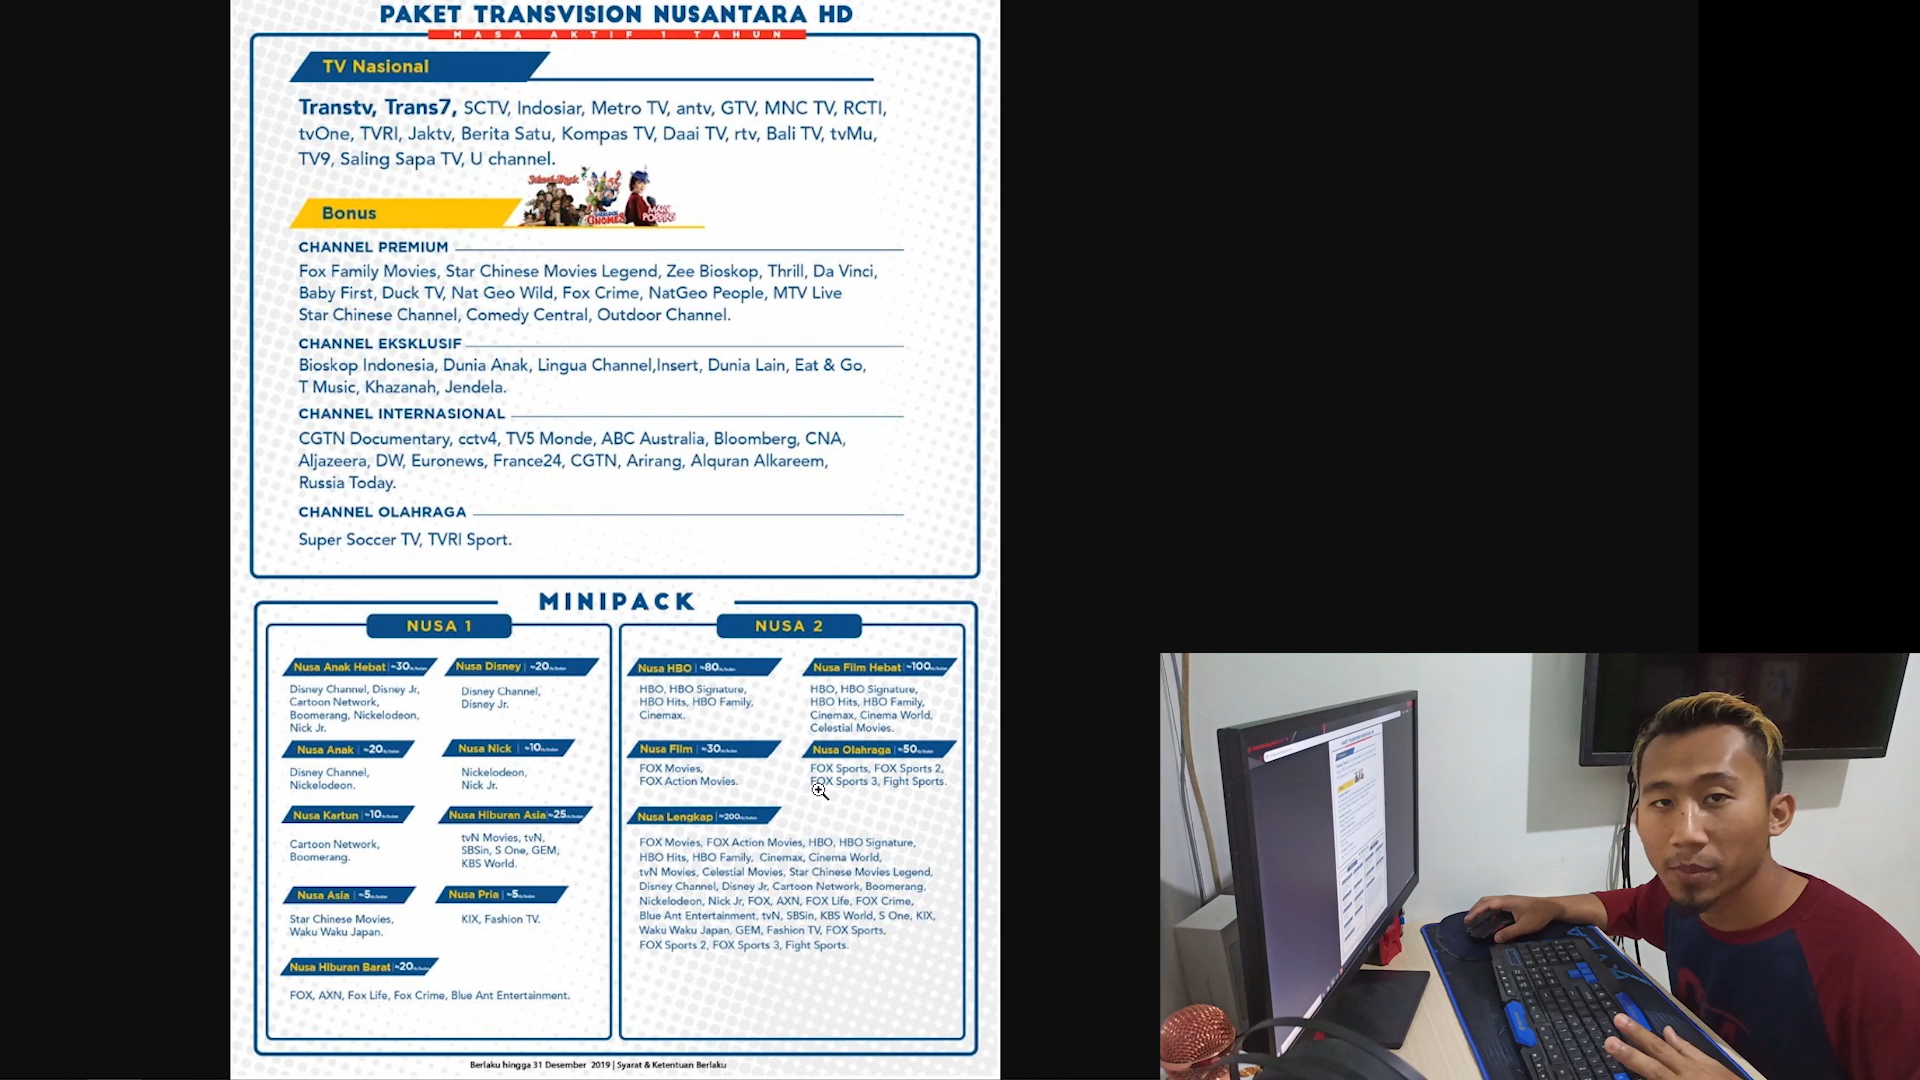 PAKET TRANSVISION NUSANTARA HD
MASA AKTIF 1 TAHUN
TV Nasional
Transtv, Trans7, SCTV, Indosiar, Metro TV, antv, GTV, MNC TV, RCTI,
tvOne, TVRI, Jaktv, Berita Satu, Kompas TV, Daai TV, rtv, Bali TV, tvMu,
TV9, Saling Sapa TV, U channel.
Bonus
CHANNEL PREMIUM
Fox Family Movies, Star Chinese Movies Legend, Zee Bioskop, Thrill, Da Vinci,
Baby First, Duck TV, Nat Geo Wild, Fox Crime, NatGeo People, MTV Live
Star Chinese Channel, Comedy Central, Outdoor Channel.
CHANNEL EKSKLUSIF
Bioskop Indonesia, Dunia Anak, Lingua Channel,Insert, Dunia Lain, Eat & Go,
T Music, Khazanah, Jendela.
CHANNEL INTERNASIONAL
CGTN Documentary, cctv4, TV5 Monde, ABC Australia, Bloomberg, CNA,
Aljazeera, DW, Euronews, France24, CGTN, Arirang, Alquran Alkareem,
Russia Today.
CHANNEL OLAHRAGA
Super Soccer TV, TVRI Sport.
MINIPACK
NUSA 1
Nusa Anak Hebat 30
Disney Channel, Disney Jr,
Cartoon Network,
Boomerang, Nickelodeon,
Nick Jr.
Nusa Disney 20
Disney Channel,
Disney Jr.
Nusa Anak 20
Disney Channel,
Nickelodeon.
Nusa Nick 10
Nickelodeon,
Nick Jr.
Nusa Kartun 10
Cartoon Network,
Boomerang.
Nusa Hiburan Asia 25
tvN Movies, tvN,
SBSin, S One, GEM,
KBS World.
Nusa Asia 5
Star Chinese Movies,
Waku Waku Japan.
Nusa Pria 5
KIX, Fashion TV.
Nusa Hiburan Barat 20
FOX, AXN, Fox Life, Fox Crime, Blue Ant Entertainment.
NUSA 2
Nusa HBO 80
HBO, HBO Signature,
HBO Hits, HBO Family,
Cinemax.
Nusa Film Hebat 100
HBO, HBO Signature,
HBO Hits, HBO Family,
Cinemax, Cinema World,
Celestial Movies.
Nusa Film 30
FOX Movies,
FOX Action Movies.
Nusa Olahraga 50
FOX Sports, FOX Sports 2,
FOX Sports 3, Fight Sports.
Nusa Lengkap 200
FOX Movies, FOX Action Movies, HBO, HBO Signature,
HBO Hits, HBO Family, Cinemax, Cinema World,
tvN Movies, Celestial Movies, Star Chinese Movies Legend,
Disney Channel, Disney Jr, Cartoon Network, Boomerang,
Nickelodeon, Nick Jr, FOX, AXN, FOX Life, FOX Crime,
Blue Ant Entertainment, tvN, SBSin, KBS World, S One, KIX,
Waku Waku Japan, GEM, Fashion TV, FOX Sports,
FOX Sports 2, FOX Sports 3, Fight Sports.
Berlaku hingga 31 Desember 2019 | Syarat & Ketentuan Berlaku